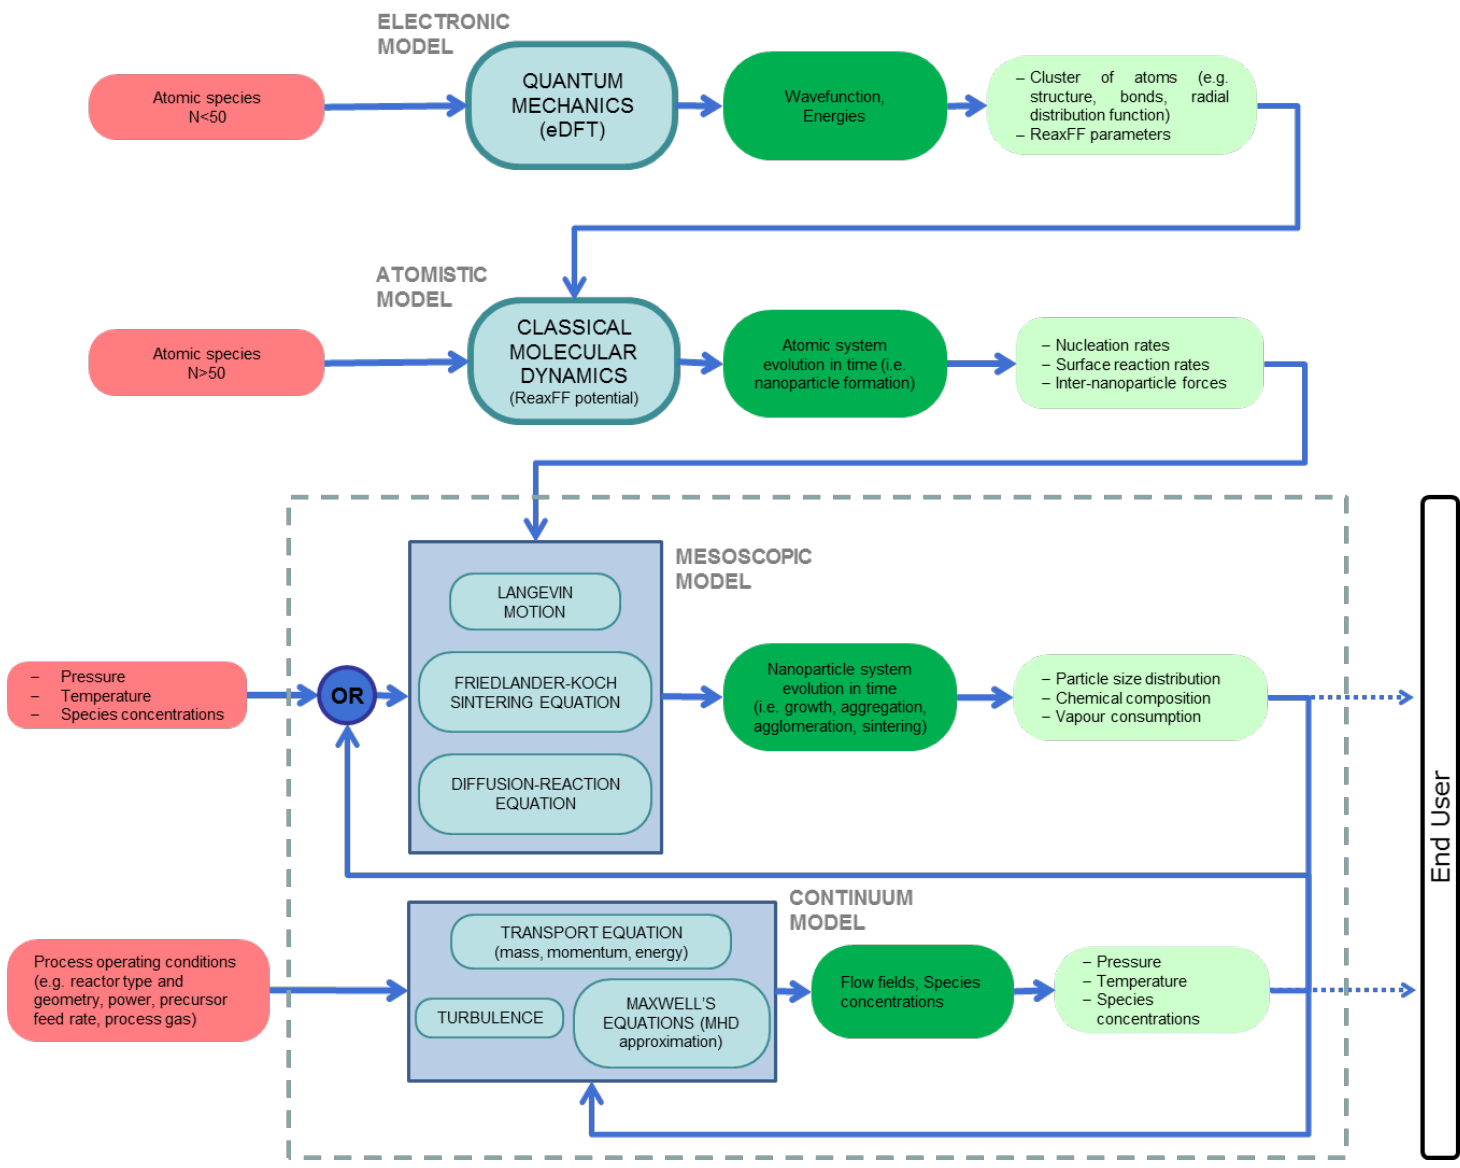 ELECTRONIC
MODEL
Atomic species
N<50
QUANTUM
MECHANICS
(eDFT)
Wavefunction,
Energies
– Cluster of atoms (e.g.
structure, bonds, radial
distribution function)
– ReaxFF parameters
ATOMISTIC
MODEL
Atomic species
N>50
CLASSICAL
MOLECULAR
DYNAMICS
(ReaxFF potential)
Atomic system
evolution in time (i.e.
nanoparticle formation)
– Nucleation rates
– Surface reaction rates
– Inter-nanoparticle forces
MESOSCOPIC
MODEL
– Pressure
– Temperature
– Species concentrations
OR
LANGEVIN
MOTION
FRIEDLANDER-KOCH
SINTERING EQUATION
DIFFUSION-REACTION
EQUATION
Nanoparticle system
evolution in time
(i.e. growth, aggregation,
agglomeration, sintering)
– Particle size distribution
– Chemical composition
– Vapour consumption
CONTINUUM
MODEL
Process operating conditions
(e.g. reactor type and
geometry, power, precursor
feed rate, process gas)
TRANSPORT EQUATION
(mass, momentum, energy)
TURBULENCE
MAXWELL'S
EQUATIONS (MHD
approximation)
Flow fields, Species
concentrations
– Pressure
– Temperature
– Species
concentrations
End User